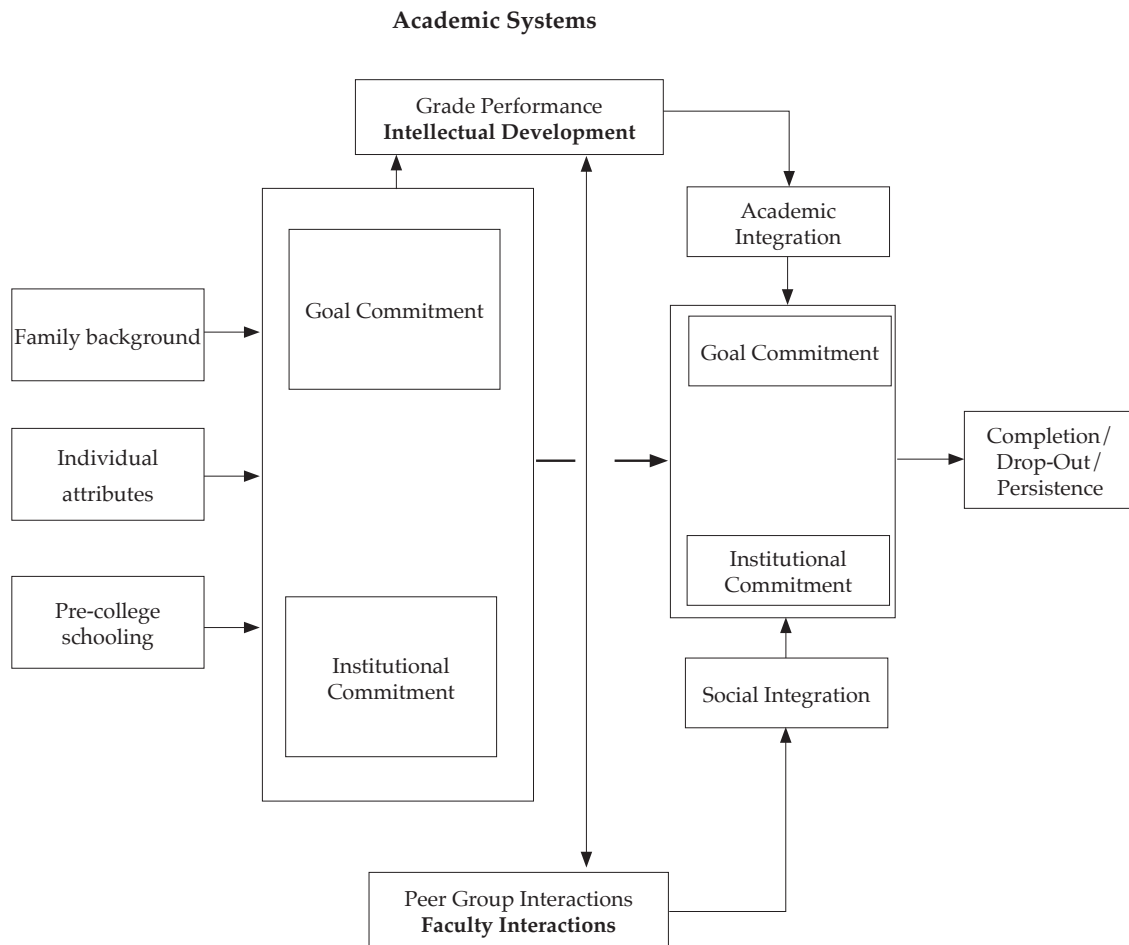 Academic Systems
Grade Performance
Intellectual Development
Academic
Integration
Family background
Individual
attributes
Pre-college
schooling
Goal Commitment
Institutional
Commitment
Goal Commitment
Institutional
Commitment
Completion/
Drop-Out/
Persistence
Social Integration
Peer Group Interactions
Faculty Interactions